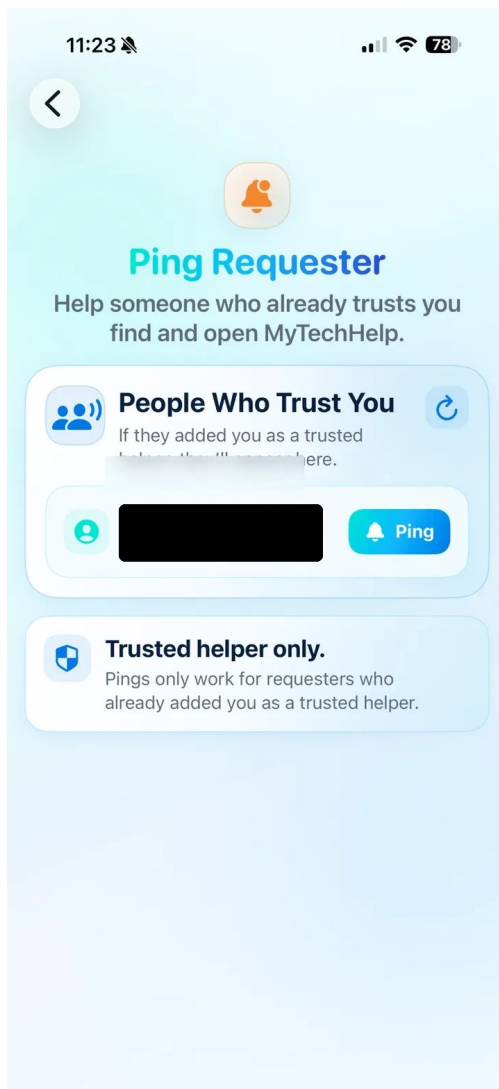 11:23
78
Ping Requester
Help someone who already trusts you
find and open MyTechHelp.
People Who Trust You
If they added you as a trusted
here.
Ping
Trusted helper only.
Pings only work for requesters who
already added you as a trusted helper.